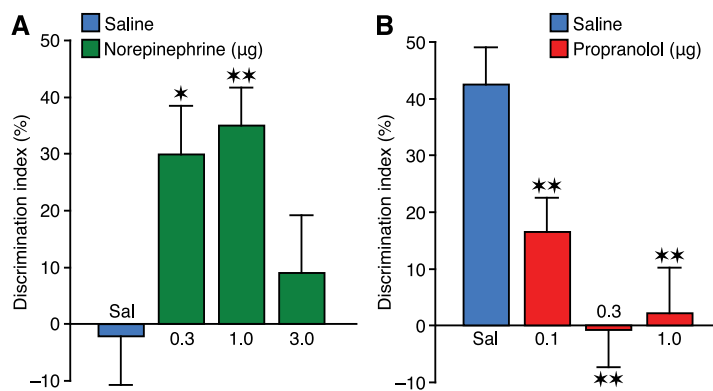 A
Saline
Norepinephrine (µg)
Discrimination index (%)
50
40
30
20
10
0
−10
Sal
0.3
1.0
3.0
✶
✶✶
B
Saline
Propranolol (µg)
Discrimination index (%)
50
40
30
20
10
0
−10
Sal
0.1
0.3
1.0
✶✶
✶✶
✶✶